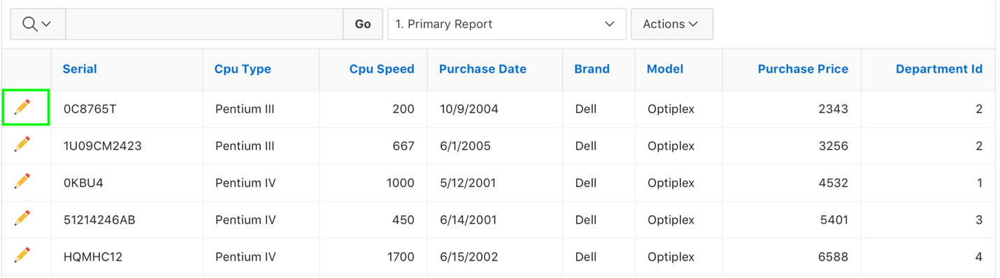 Go 1. Primary Report Actions
Serial Cpu Type Cpu Speed Purchase Date Brand Model Purchase Price Department Id
0C8765T Pentium III 200 10/9/2004 Dell Optiplex 2343 2
1U09CM2423 Pentium III 667 6/1/2005 Dell Optiplex 3256 2
0KBU4 Pentium IV 1000 5/12/2001 Dell Optiplex 4532 1
51214246AB Pentium IV 450 6/14/2001 Dell Optiplex 5401 3
HQMHC12 Pentium IV 1700 6/15/2002 Dell Optiplex 6588 4